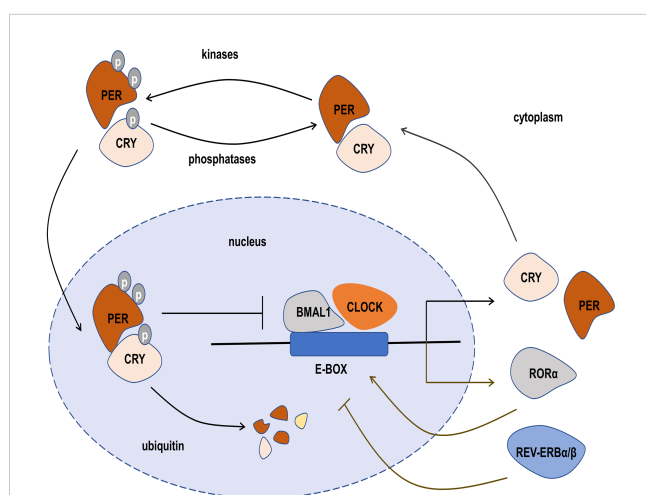 kinases
p
p
PER
p
CRY
PER
CRY
phosphatases
cytoplasm
nucleus
CRY
PER
p
p
PER
p
CRY
BMAL1
CLOCK
E-BOX
RORα
ubiquitin
REV-ERBα/β